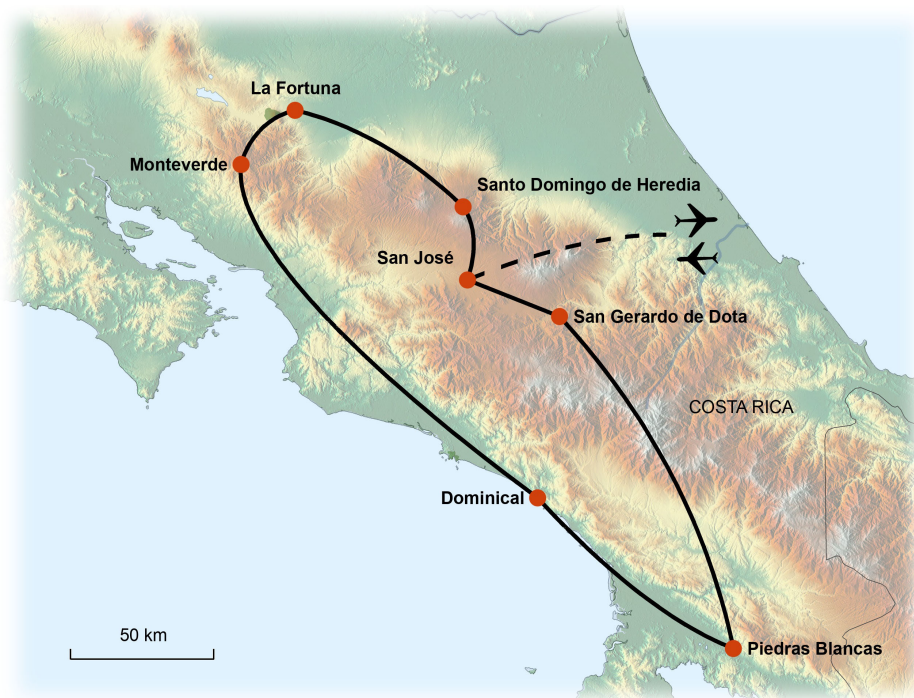 La Fortuna
Monteverde
Santo Domingo de Heredia
San José
San Gerardo de Dota
COSTA RICA
Dominical
50 km
Piedras Blancas